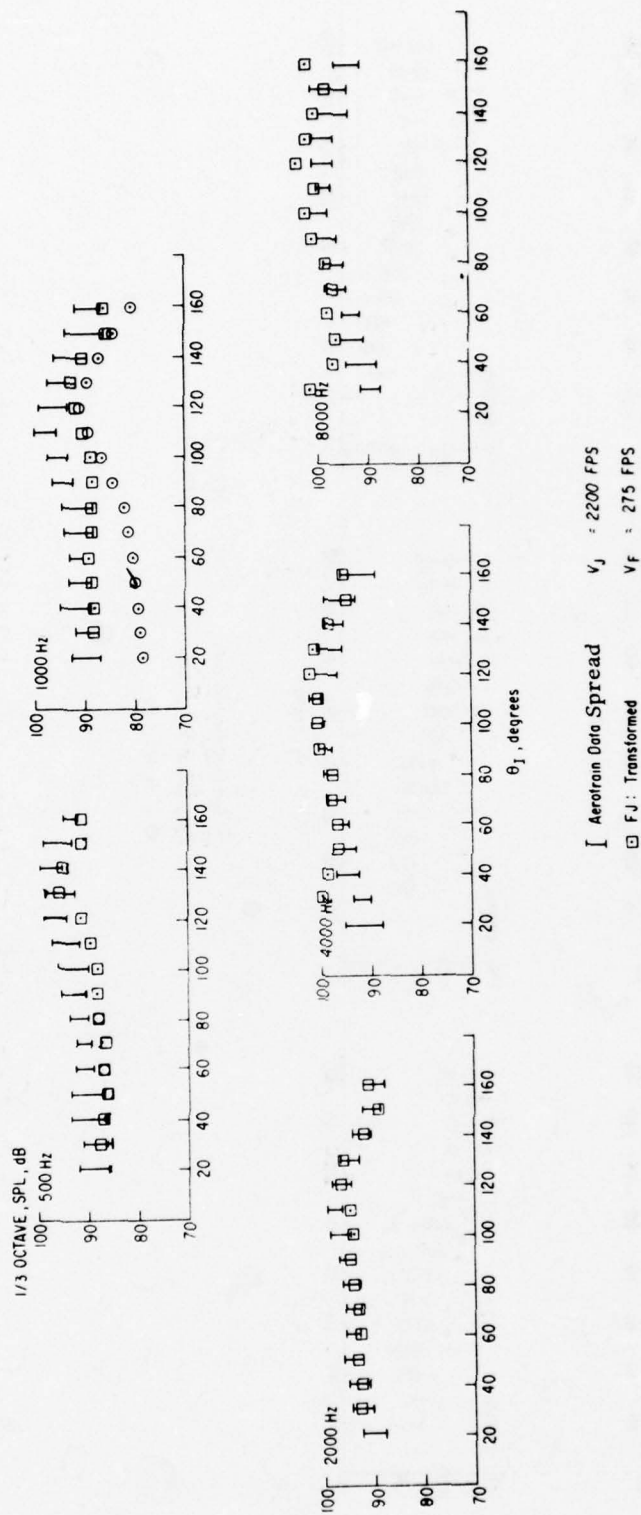 1/3 OCTAVE, SPL, dB
100
500 Hz
90
80
70
20 40 60 80 100 120 140 160
100
1000 Hz
90
80
70
20 40 60 80 100 120 140 160
100
2000 Hz
90
80
70
20 40 60 80 100 120 140 160
100
4000 Hz
90
80
70
20 40 60 80 100 120 140 160
θI, degrees
100
8000 Hz
90
80
70
20 40 60 80 100 120 140 160
Aerotrain Data Spread VJ = 2200 FPS
FJ: Transformed VF = 275 FPS